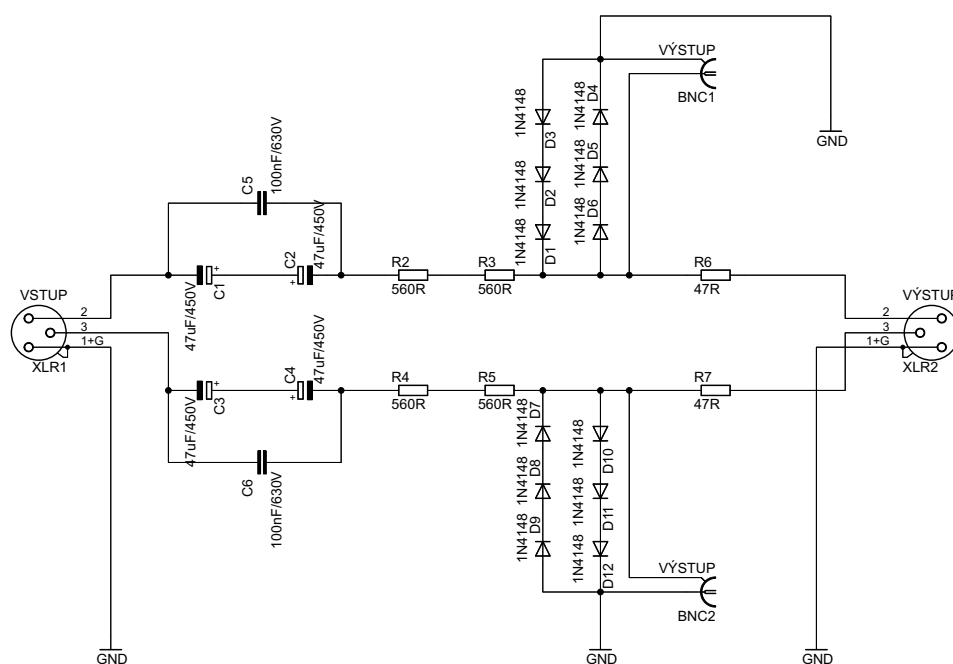 VÝSTUP
BNC1
GND
1N4148
D3
1N4148
D4
1N4148
D2
1N4148
D5
1N4148
D1
1N4148
D6
C5
100nF/630V
47uF/450V
C1
C2
47uF/450V
+
+
R2
560R
R3
560R
R6
47R
VSTUP
2
3
1+G
XLR1
VÝSTUP
2
3
1+G
XLR2
47uF/450V
C3
C4
47uF/450V
+
+
R4
560R
R5
560R
R7
47R
C6
100nF/630V
1N4148
D7
1N4148
D10
1N4148
D8
1N4148
D11
1N4148
D9
1N4148
D12
VÝSTUP
BNC2
GND
GND
GND